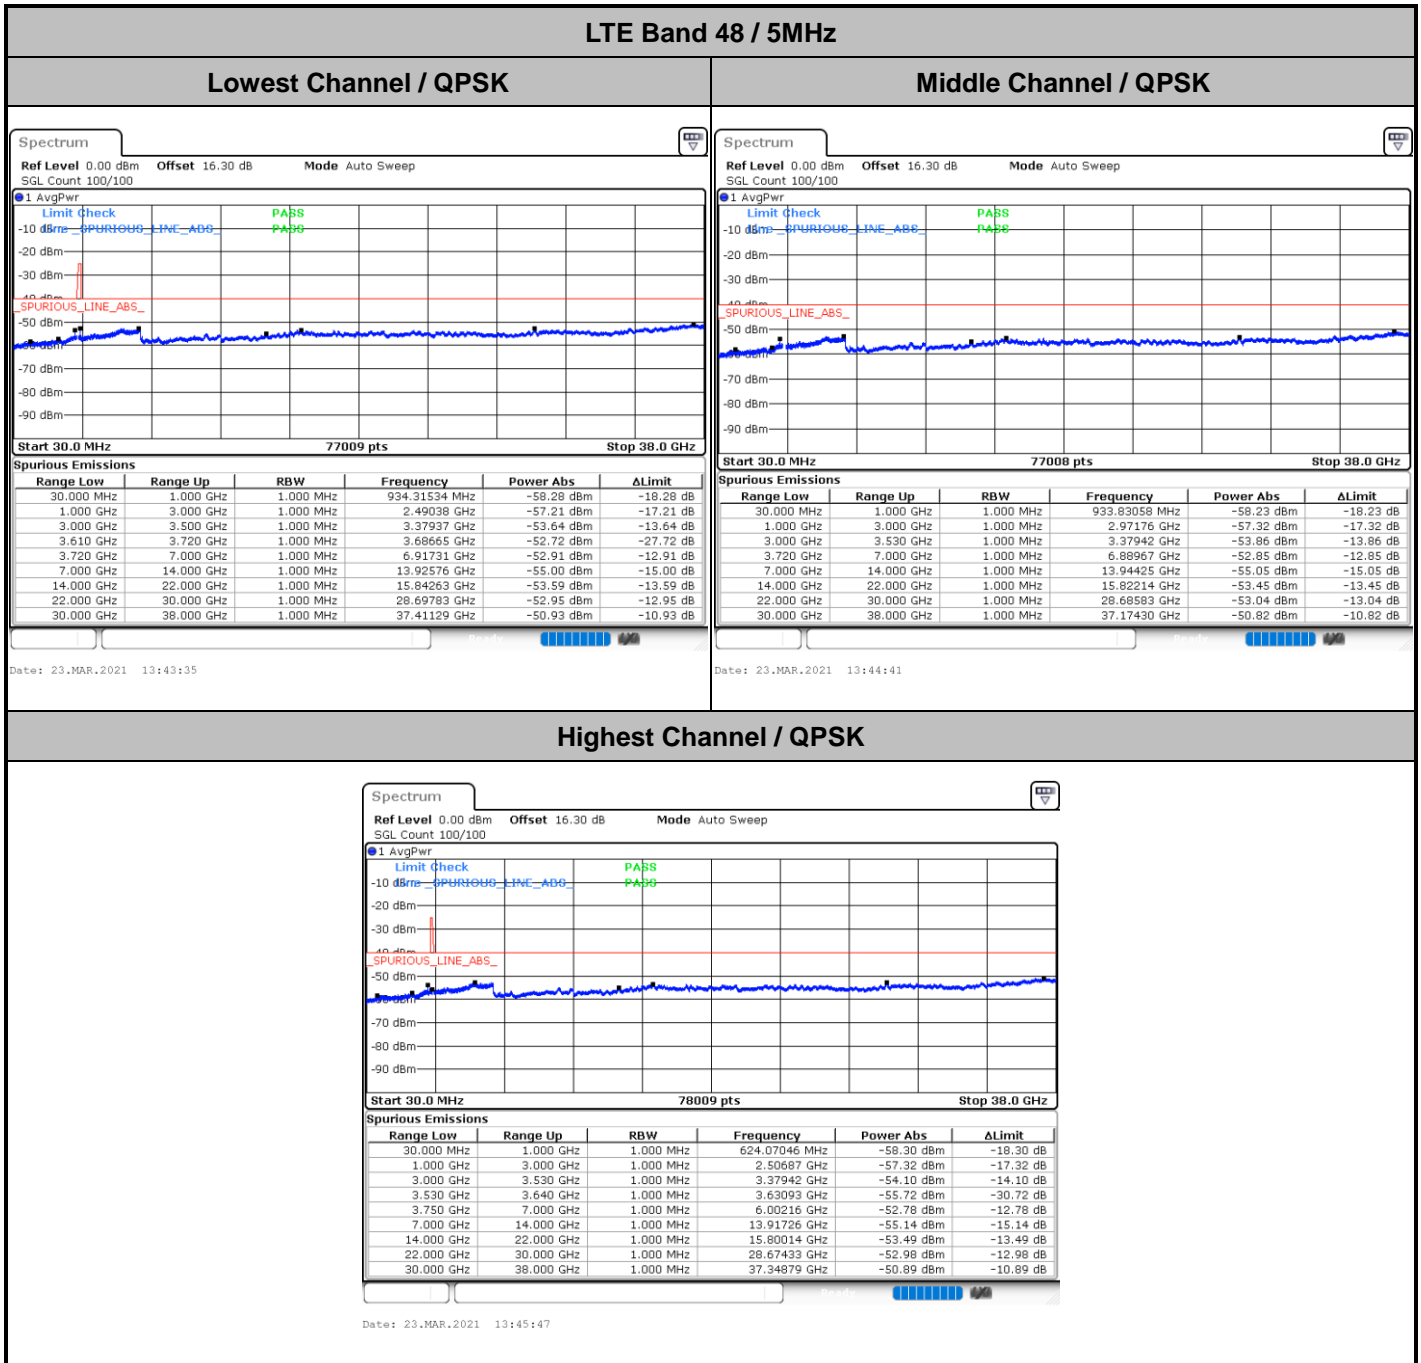 LTE Band 48 / 5MHz
Lowest Channel / QPSK
Middle Channel / QPSK
Spectrum
Ref Level 0.00 dBm Offset 16.30 dB Mode Auto Sweep
SGL Count 100/100
1 AvgPwr
Limit Check PASS
-10 dBm Line _SPURIOUS_LINE_ABS_ PASS
-20 dBm
-30 dBm
-40 dBm
_SPURIOUS_LINE_ABS_
-50 dBm
-60 dBm
-70 dBm
-80 dBm
-90 dBm
Start 30.0 MHz 77009 pts Stop 38.0 GHz
Spurious Emissions
Range Low Range Up RBW Frequency Power Abs ΔLimit
30.000 MHz 1.000 GHz 1.000 MHz 934.31534 MHz -58.28 dBm -18.28 dB
1.000 GHz 3.000 GHz 1.000 MHz 2.49038 GHz -57.21 dBm -17.21 dB
3.000 GHz 3.500 GHz 1.000 MHz 3.37937 GHz -53.64 dBm -13.64 dB
3.610 GHz 3.720 GHz 1.000 MHz 3.68665 GHz -52.72 dBm -27.72 dB
3.720 GHz 7.000 GHz 1.000 MHz 6.91731 GHz -52.91 dBm -12.91 dB
7.000 GHz 14.000 GHz 1.000 MHz 13.92576 GHz -55.00 dBm -15.00 dB
14.000 GHz 22.000 GHz 1.000 MHz 15.84263 GHz -53.59 dBm -13.59 dB
22.000 GHz 30.000 GHz 1.000 MHz 28.69783 GHz -52.95 dBm -12.95 dB
30.000 GHz 38.000 GHz 1.000 MHz 37.41129 GHz -50.93 dBm -10.93 dB
Ready
Date: 23.MAR.2021 13:43:35
Spectrum
Ref Level 0.00 dBm Offset 16.30 dB Mode Auto Sweep
SGL Count 100/100
1 AvgPwr
Limit Check PASS
-10 dBm Line _SPURIOUS_LINE_ABS_ PASS
-20 dBm
-30 dBm
-40 dBm
_SPURIOUS_LINE_ABS_
-50 dBm
-60 dBm
-70 dBm
-80 dBm
-90 dBm
Start 30.0 MHz 77008 pts Stop 38.0 GHz
Spurious Emissions
Range Low Range Up RBW Frequency Power Abs ΔLimit
30.000 MHz 1.000 GHz 1.000 MHz 933.83058 MHz -58.23 dBm -18.23 dB
1.000 GHz 3.000 GHz 1.000 MHz 2.97176 GHz -57.32 dBm -17.32 dB
3.000 GHz 3.530 GHz 1.000 MHz 3.37942 GHz -53.86 dBm -13.86 dB
3.720 GHz 7.000 GHz 1.000 MHz 6.88967 GHz -52.85 dBm -12.85 dB
7.000 GHz 14.000 GHz 1.000 MHz 13.94425 GHz -55.05 dBm -15.05 dB
14.000 GHz 22.000 GHz 1.000 MHz 15.82214 GHz -53.45 dBm -13.45 dB
22.000 GHz 30.000 GHz 1.000 MHz 28.68583 GHz -53.04 dBm -13.04 dB
30.000 GHz 38.000 GHz 1.000 MHz 37.17430 GHz -50.82 dBm -10.82 dB
Ready
Date: 23.MAR.2021 13:44:41
Highest Channel / QPSK
Spectrum
Ref Level 0.00 dBm Offset 16.30 dB Mode Auto Sweep
SGL Count 100/100
1 AvgPwr
Limit Check PASS
-10 dBm Line _SPURIOUS_LINE_ABS_ PASS
-20 dBm
-30 dBm
-40 dBm
_SPURIOUS_LINE_ABS_
-50 dBm
-60 dBm
-70 dBm
-80 dBm
-90 dBm
Start 30.0 MHz 78009 pts Stop 38.0 GHz
Spurious Emissions
Range Low Range Up RBW Frequency Power Abs ΔLimit
30.000 MHz 1.000 GHz 1.000 MHz 624.07046 MHz -58.30 dBm -18.30 dB
1.000 GHz 3.000 GHz 1.000 MHz 2.50687 GHz -57.32 dBm -17.32 dB
3.000 GHz 3.530 GHz 1.000 MHz 3.37942 GHz -54.10 dBm -14.10 dB
3.530 GHz 3.640 GHz 1.000 MHz 3.63093 GHz -55.72 dBm -30.72 dB
3.750 GHz 7.000 GHz 1.000 MHz 6.00216 GHz -52.78 dBm -12.78 dB
7.000 GHz 14.000 GHz 1.000 MHz 13.91726 GHz -55.14 dBm -15.14 dB
14.000 GHz 22.000 GHz 1.000 MHz 15.80014 GHz -53.49 dBm -13.49 dB
22.000 GHz 30.000 GHz 1.000 MHz 28.67433 GHz -52.98 dBm -12.98 dB
30.000 GHz 38.000 GHz 1.000 MHz 37.34879 GHz -50.89 dBm -10.89 dB
Ready
Date: 23.MAR.2021 13:45:47